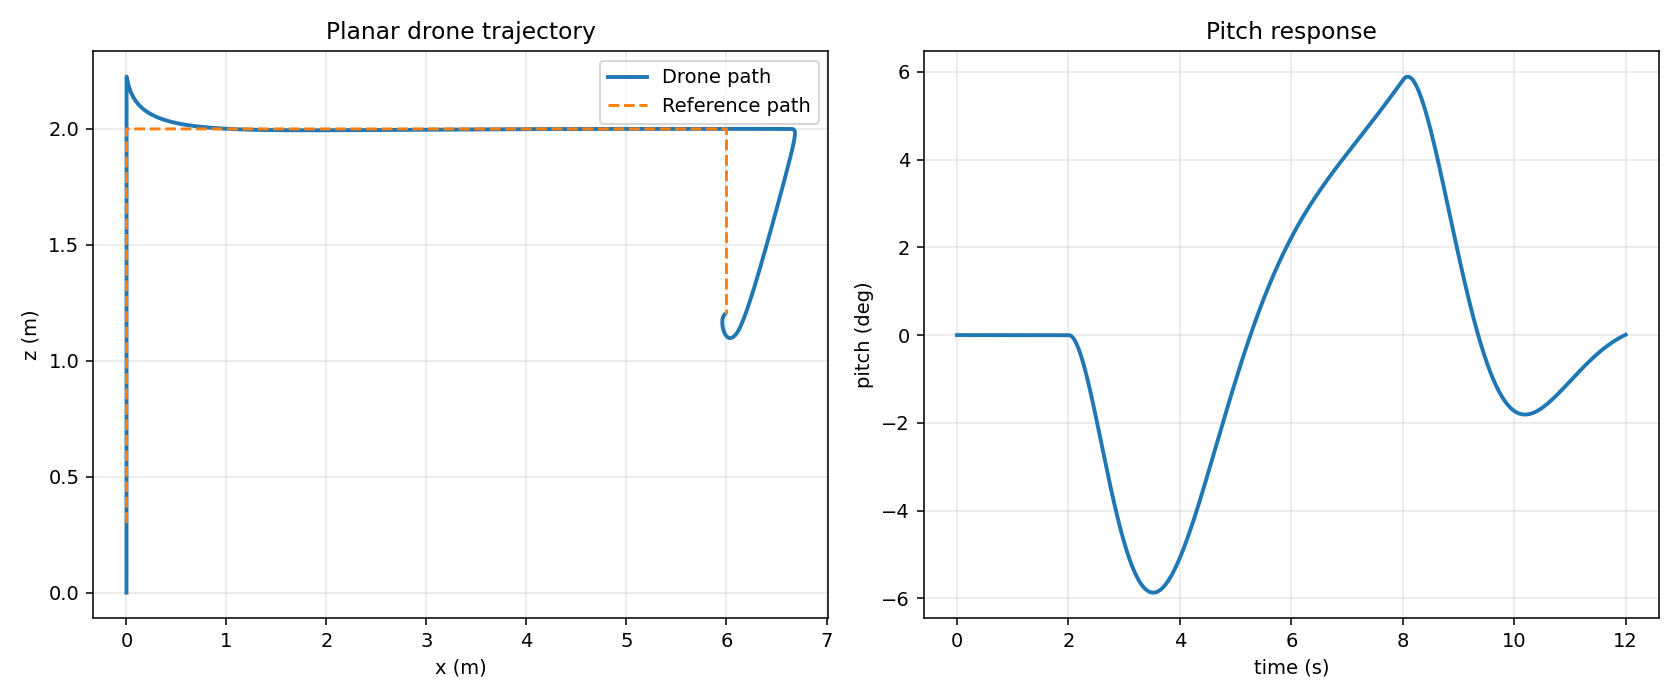 Planar drone trajectory
Drone path
Reference path
z (m)
2.0
1.5
1.0
0.5
0.0
0 1 2 3 4 5 6 7
x (m)
Pitch response
pitch (deg)
6
4
2
0
−2
−4
−6
0 2 4 6 8 10 12
time (s)